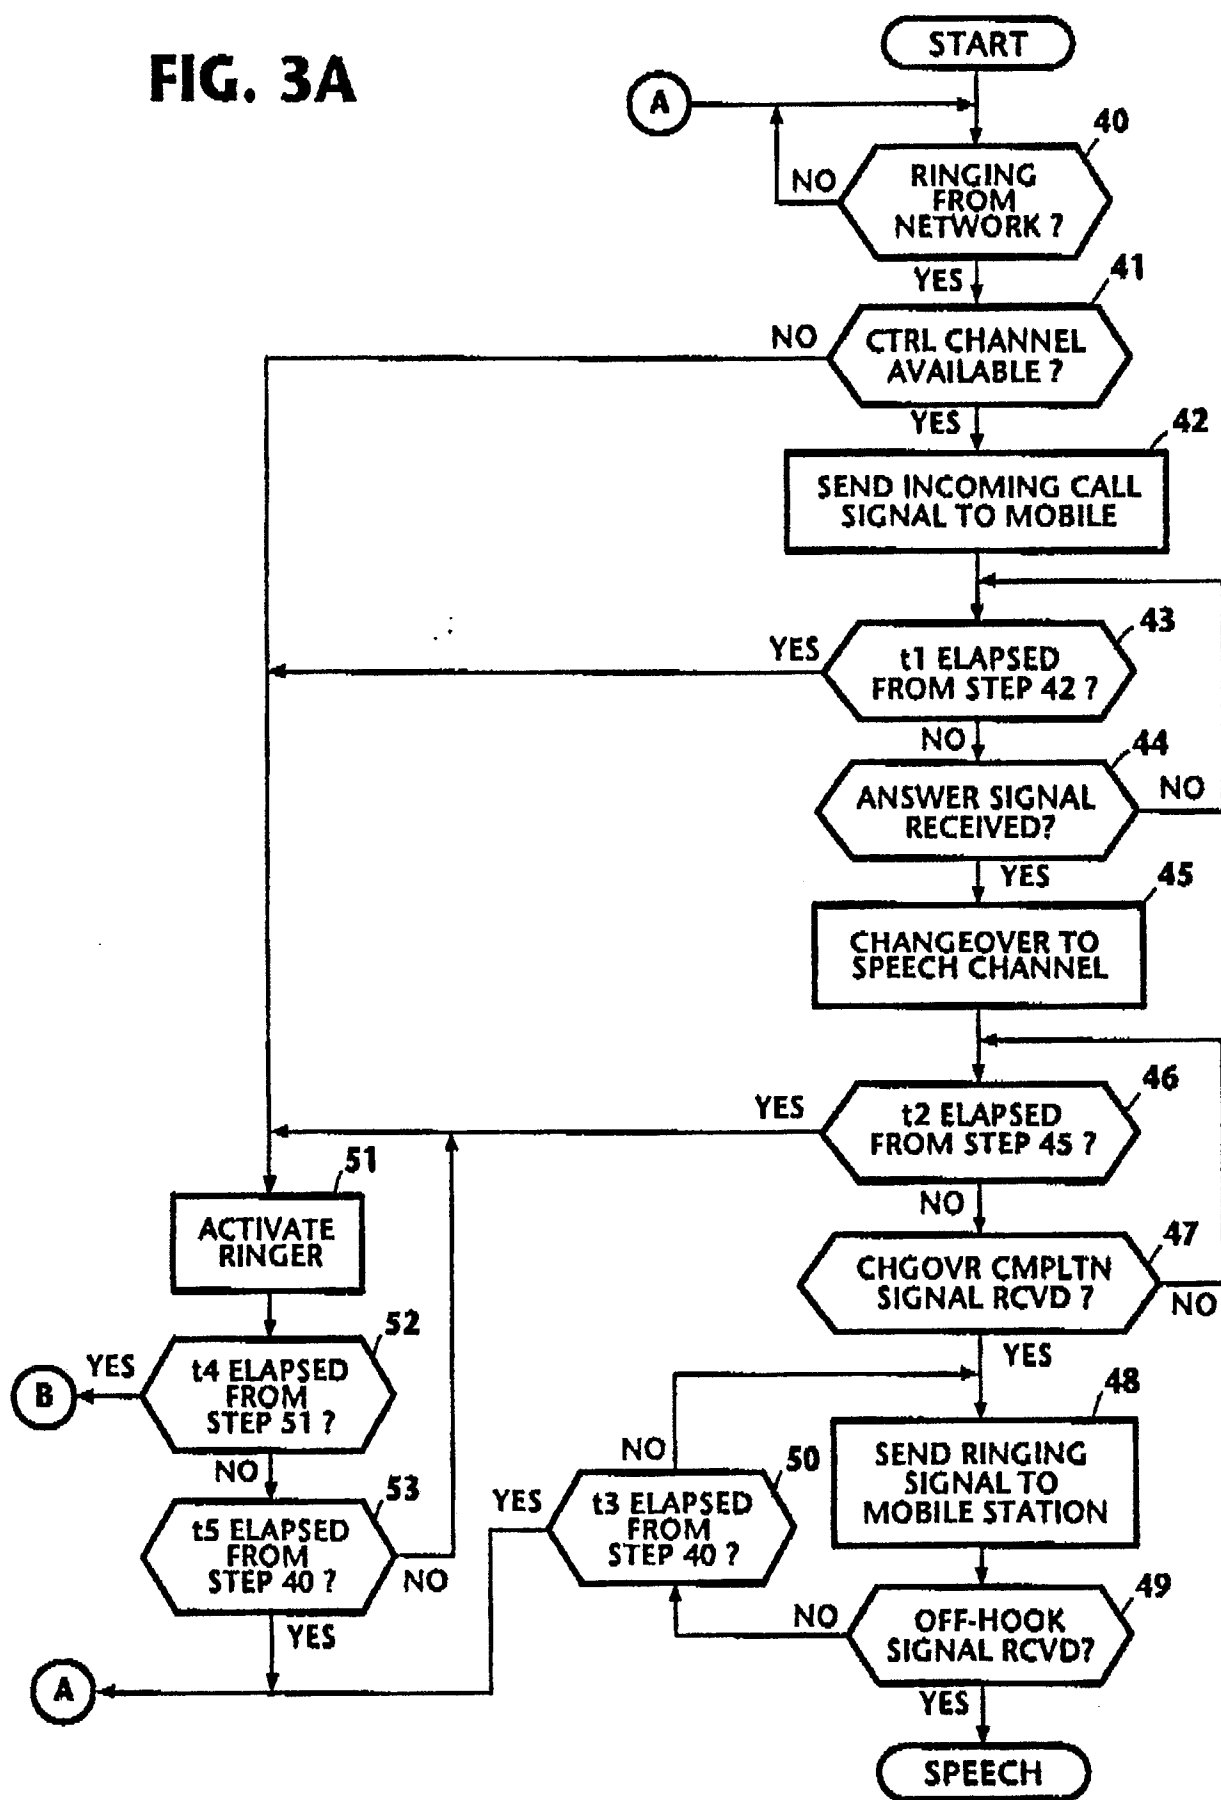 FIG. 3A
START
A
40
RINGING
FROM
NETWORK ?
NO
YES
41
CTRL CHANNEL
AVAILABLE ?
NO
YES
42
SEND INCOMING CALL
SIGNAL TO MOBILE
43
t1 ELAPSED
FROM STEP 42 ?
YES
NO
44
ANSWER SIGNAL
RECEIVED?
NO
YES
45
CHANGEOVER TO
SPEECH CHANNEL
46
t2 ELAPSED
FROM STEP 45 ?
YES
NO
47
CHGOVR CMPLTN
SIGNAL RCVD ?
NO
YES
48
SEND RINGING
SIGNAL TO
MOBILE STATION
49
OFF-HOOK
SIGNAL RCVD?
NO
YES
SPEECH
50
t3 ELAPSED
FROM
STEP 40 ?
NO
YES
51
ACTIVATE
RINGER
52
t4 ELAPSED
FROM
STEP 51 ?
YES
B
NO
53
t5 ELAPSED
FROM
STEP 40 ?
NO
YES
A